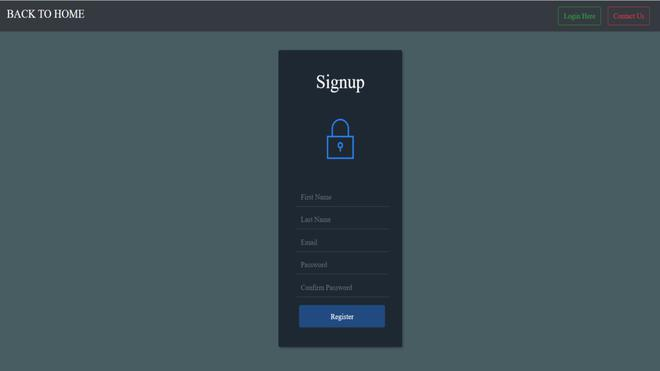 BACK TO HOME
Login Here
Contact Us
Signup
First Name
Last Name
Email
Password
Confirm Password
Register